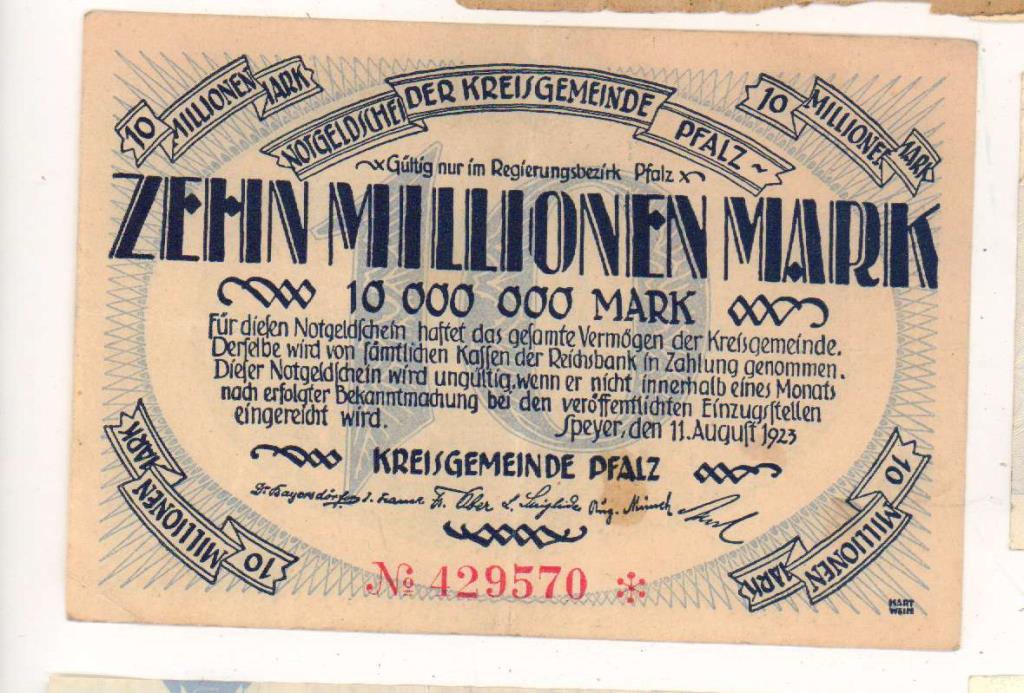 10 MILLIONEN MARK
10 MILLIONEN MARK
NOTGELDSCHEIN DER KREISGEMEINDE PFALZ
Gültig nur im Regierungsbezirk Pfalz
ZEHN MILLIONEN MARK
10 000 000 MARK
Für dieſen Notgeldſchein haftet das geſamte Vermögen der Kreisgemeinde.
Derſelbe wird von ſämtlichen Kaſſen der Reichsbank in Zahlung genommen.
Dieſer Notgeldſchein wird ungültig, wenn er nicht innerhalb eines Monats
nach erfolgter Bekanntmachung bei den veröffentlichten Einzugsſtellen
eingereicht wird.
Speyer, den 11. Auguſt 1923
KREISGEMEINDE PFALZ
Dr. Bayersdörfer
10 MILLIONEN MARK
10 MILLIONEN MARK
№ 429570 *
HART
WEIN